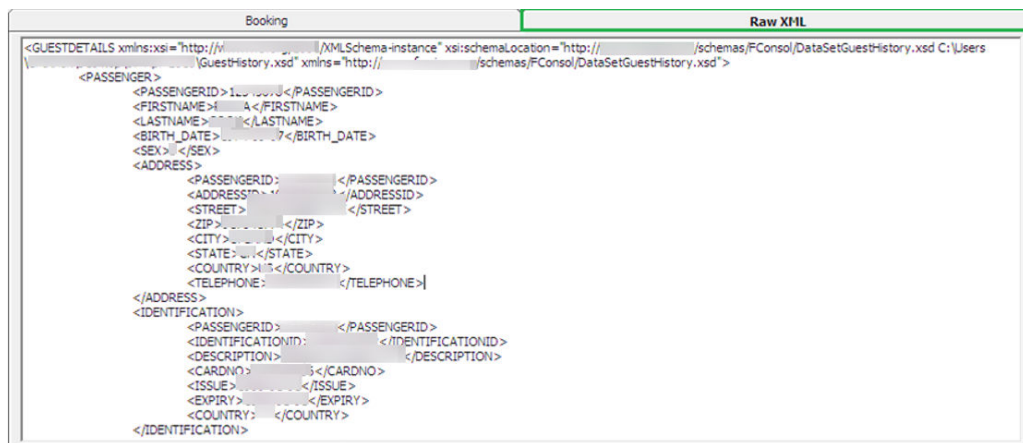 Booking
Raw XML
<GUESTDETAILS xmlns:xsi="http:// /XMLSchema-instance" xsi:schemaLocation="http:// /schemas/FConsol/DataSetGuestHistory.xsd C:\Users
\GuestHistory.xsd" xmlns="http:// /schemas/FConsol/DataSetGuestHistory.xsd">
<PASSENGER>
<PASSENGERID> </PASSENGERID>
<FIRSTNAME> A</FIRSTNAME>
<LASTNAME> </LASTNAME>
<BIRTH_DATE> 7</BIRTH_DATE>
<SEX> </SEX>
<ADDRESS>
<PASSENGERID> </PASSENGERID>
<ADDRESSID> </ADDRESSID>
<STREET> </STREET>
<ZIP> </ZIP>
<CITY> </CITY>
<STATE> </STATE>
<COUNTRY> </COUNTRY>
<TELEPHONE> </TELEPHONE>
</ADDRESS>
<IDENTIFICATION>
<PASSENGERID> </PASSENGERID>
<IDENTIFICATIONID> </IDENTIFICATIONID>
<DESCRIPTION> </DESCRIPTION>
<CARDNO> </CARDNO>
<ISSUE> </ISSUE>
<EXPIRY> </EXPIRY>
<COUNTRY> </COUNTRY>
</IDENTIFICATION>